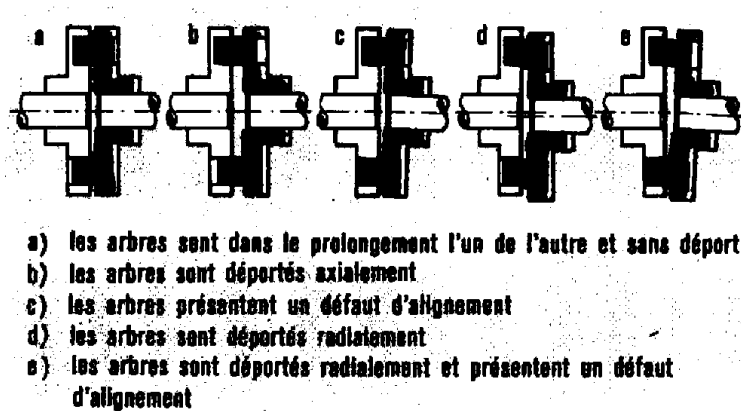 a b c d e
a) les arbres sont dans le prolongement l'un de l'autre et sans déport
b) les arbres sont déportés axialement
c) les arbres présentent un défaut d'alignement
d) les arbres sont déportés radialement
e) les arbres sont déportés radialement et présentent un défaut
d'alignement